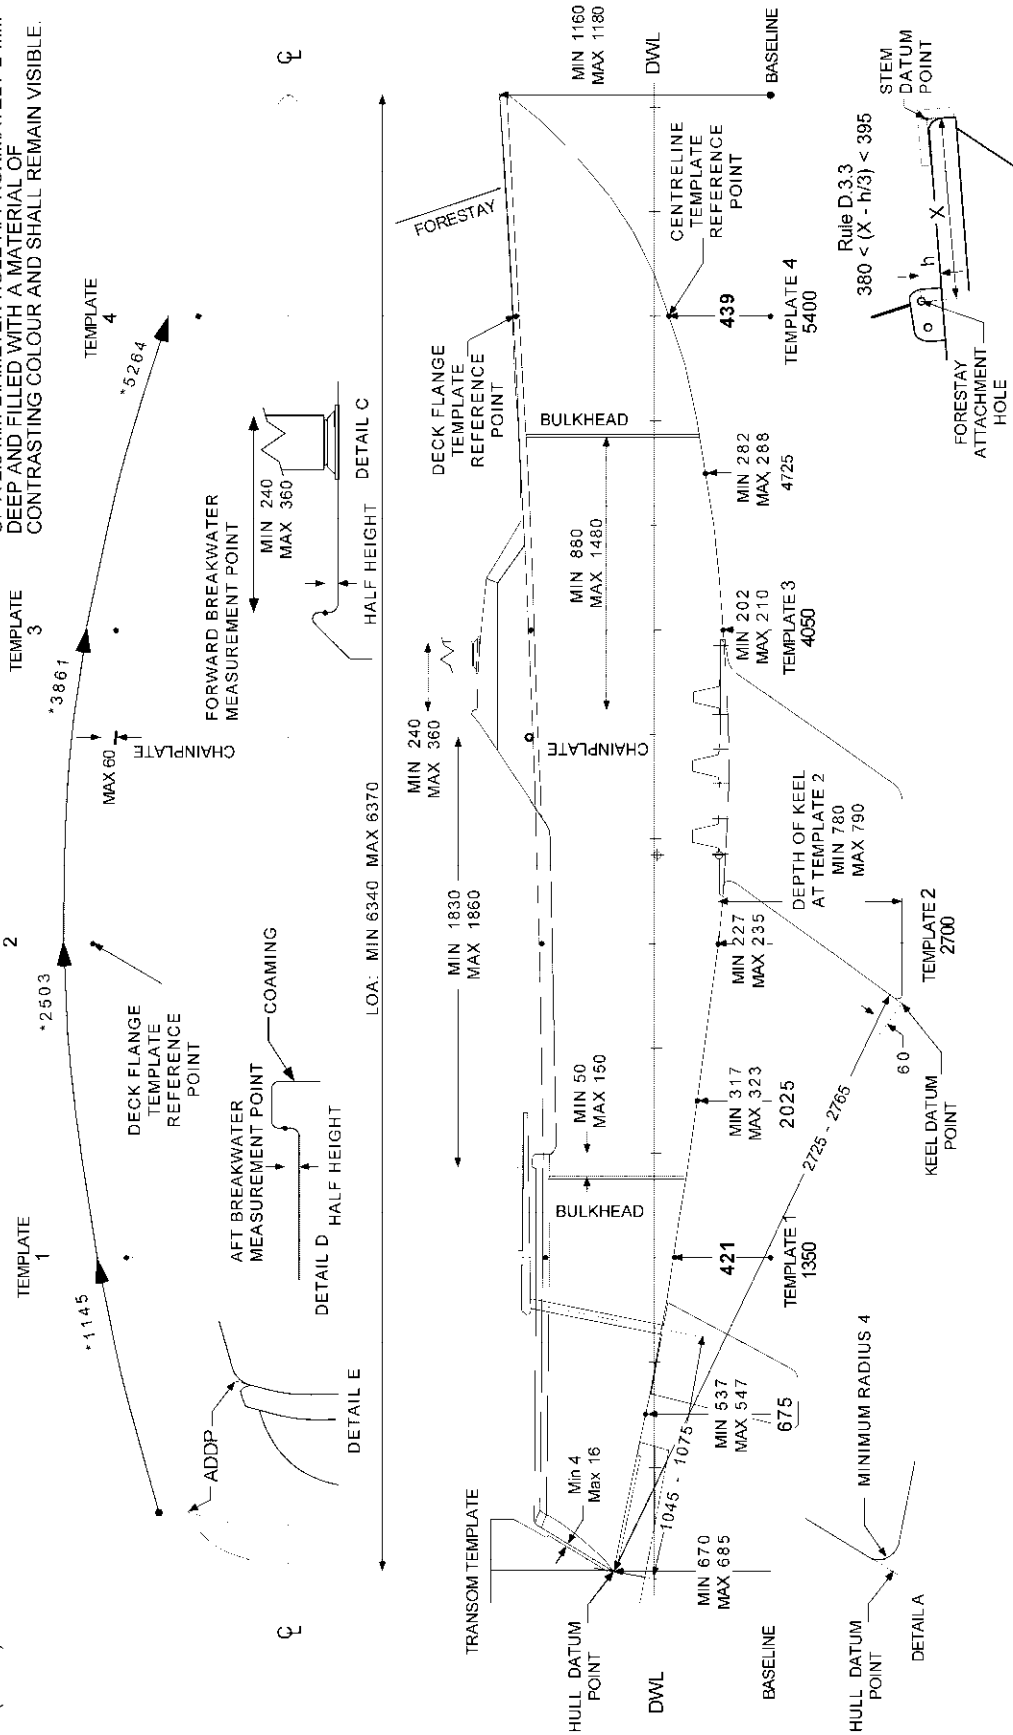 DEEP AND FILLED WITH A MATERIAL OF
CONTRASTING COLOUR AND SHALL REMAIN VISIBLE.
TEMPLATE
1
2
TEMPLATE
3
TEMPLATE
4
*1145
*2503
*3861
*5264
ADDP
DETAIL E
DECK FLANGE
TEMPLATE
REFERENCE
POINT
MAX 60
CHAINPLATE
AFT BREAKWATER
MEASUREMENT POINT
COAMING
DETAIL D
HALF HEIGHT
FORWARD BREAKWATER
MEASUREMENT POINT
MIN 240
MAX 360
HALF HEIGHT
DETAIL C
℄
℄
LOA: MIN 6340 MAX 6370
TRANSOM TEMPLATE
Min 4
Max 16
HULL DATUM
POINT
DWL
BASELINE
MIN 670
MAX 685
1045 - 1075
MIN 537
MAX 547
675
421
TEMPLATE 1
1350
BULKHEAD
MIN 50
MAX 150
MIN 1830
MAX 1860
MIN 317
MAX 323
2025
2725 - 2765
60
KEEL DATUM
POINT
MIN 227
MAX 235
TEMPLATE 2
2700
DEPTH OF KEEL
AT TEMPLATE 2
MIN 780
MAX 790
CHAINPLATE
MIN 240
MAX 360
MIN 880
MAX 1480
MIN 202
MAX 210
TEMPLATE 3
4050
BULKHEAD
MIN 282
MAX 288
4725
DECK FLANGE
TEMPLATE
REFERENCE
POINT
FORESTAY
439
TEMPLATE 4
5400
CENTRELINE
TEMPLATE
REFERENCE
POINT
MIN 1160
MAX 1180
DWL
BASELINE
HULL DATUM
POINT
MINIMUM RADIUS 4
DETAIL A
Rule D.3.3
380 < (X - h/3) < 395
h
X
STEM
DATUM
POINT
FORESTAY
ATTACHMENT
HOLE